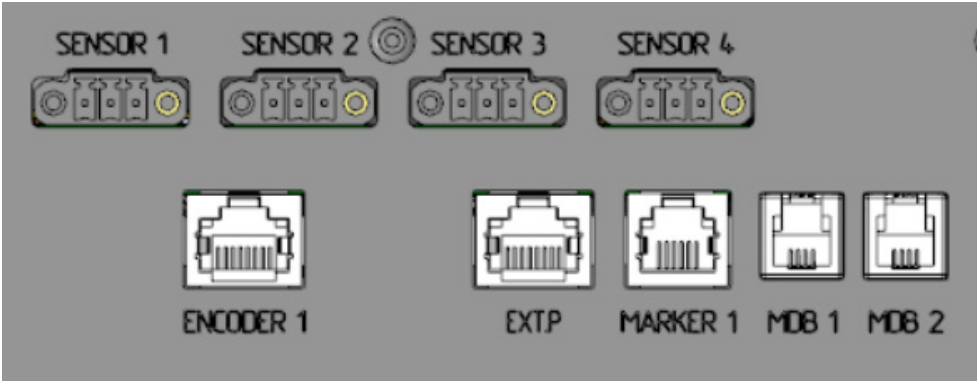 SENSOR 1 SENSOR 2 SENSOR 3 SENSOR 4
ENCODER 1 EXT.P MARKER 1 MDB 1 MDB 2